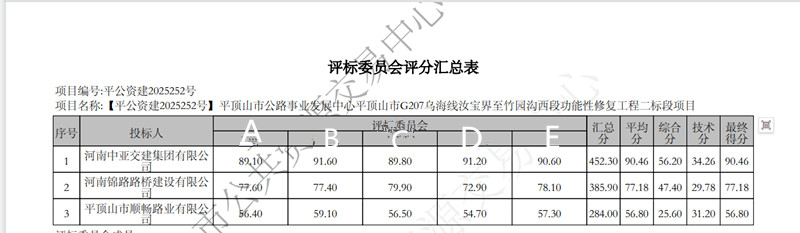 评标委员会评分汇总表
项目编号:平公资建2025252号
项目名称:【平公资建2025252号】平顶山市公路事业发展中心平顶山市G207乌海线汝宝界至竹园沟西段功能性修复工程二标段项目
序号 投标人 评标委员会 汇总分 平均分 综合分 技术分 最终得分
A B C D E
1 河南中亚交建集团有限公司 89.10 91.60 89.80 91.20 90.60 452.30 90.46 56.20 34.26 90.46
2 河南锦路路桥建设有限公司 77.60 77.40 79.90 72.90 78.10 385.90 77.18 47.40 29.78 77.18
3 平顶山市顺畅路业有限公司 56.40 59.10 56.50 54.70 57.30 284.00 56.80 25.60 31.20 56.80